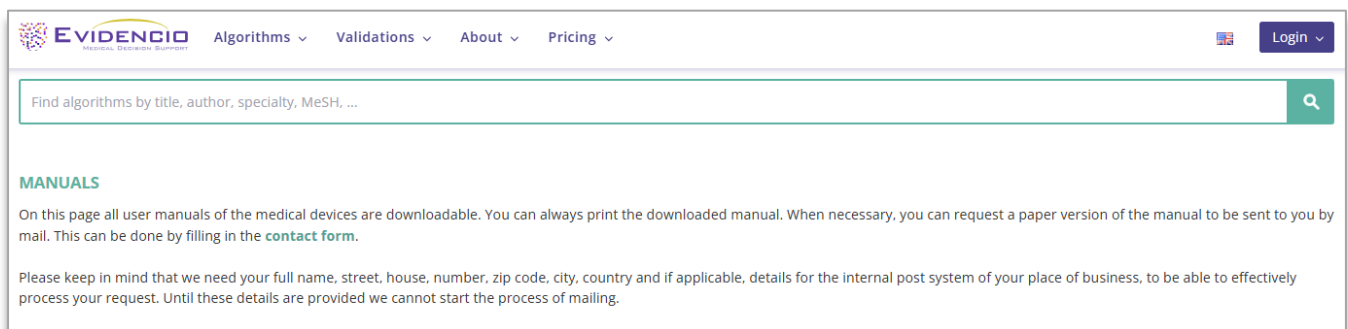 EVIDENCIO
MEDICAL DECISION SUPPORT
Algorithms
Validations
About
Pricing
Login
Find algorithms by title, author, specialty, MeSH, ...
MANUALS
On this page all user manuals of the medical devices are downloadable. You can always print the downloaded manual. When necessary, you can request a paper version of the manual to be sent to you by
mail. This can be done by filling in the contact form.
Please keep in mind that we need your full name, street, house, number, zip code, city, country and if applicable, details for the internal post system of your place of business, to be able to effectively
process your request. Until these details are provided we cannot start the process of mailing.